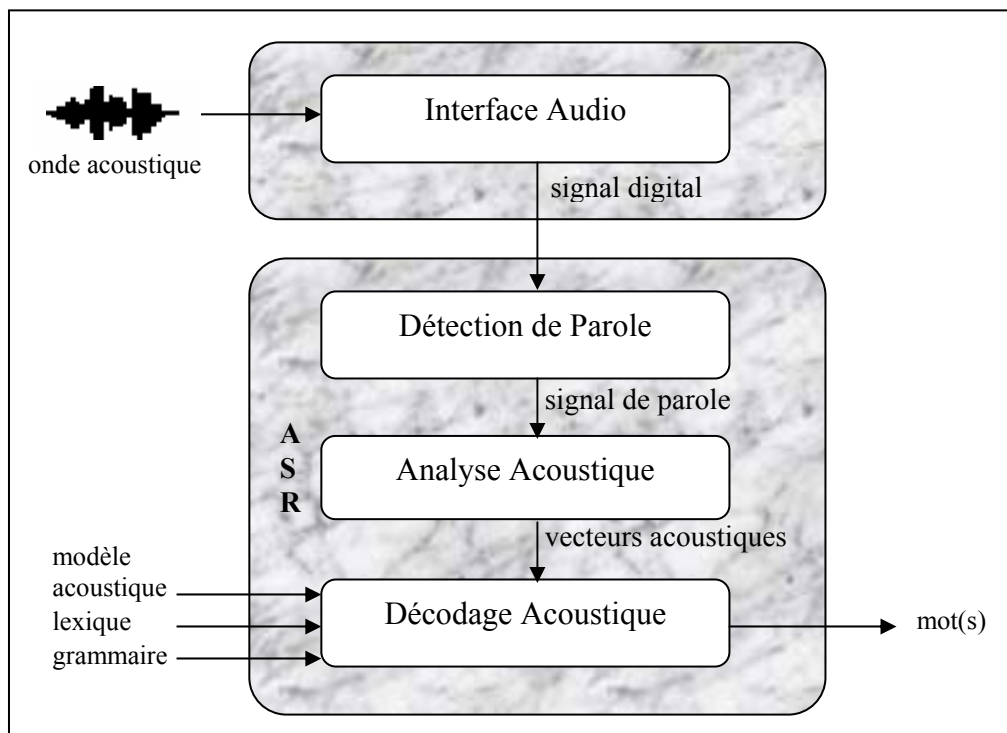 Interface Audio
onde acoustique
signal digital
Détection de Parole
signal de parole
A
S
R
Analyse Acoustique
vecteurs acoustiques
modèle
acoustique
lexique
grammaire
Décodage Acoustique
mot(s)